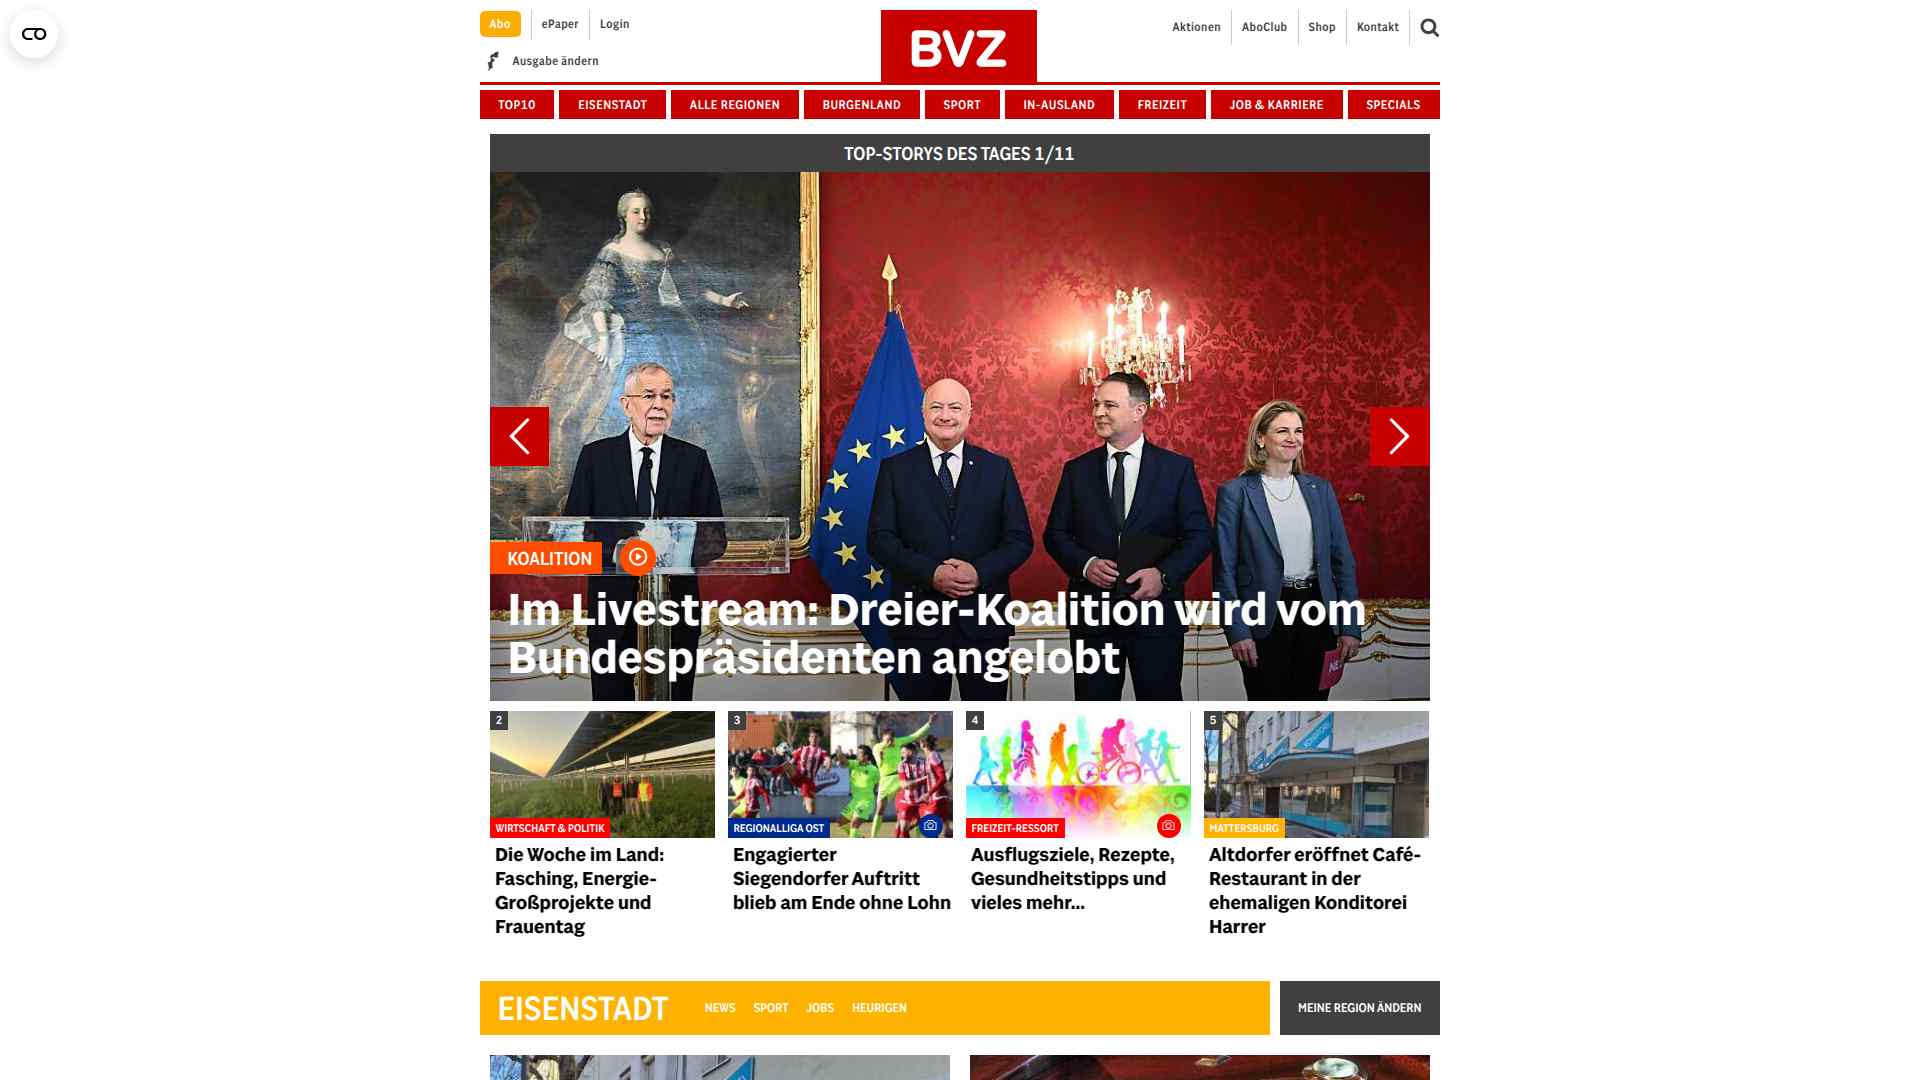 Abo
ePaper
Login
Ausgabe ändern
BVZ
Aktionen
AboClub
Shop
Kontakt
TOP10
EISENSTADT
ALLE REGIONEN
BURGENLAND
SPORT
IN-AUSLAND
FREIZEIT
JOB & KARRIERE
SPECIALS
TOP-STORYS DES TAGES 1/11
KOALITION
Im Livestream: Dreier-Koalition wird vom
Bundespräsidenten angelobt
2
WIRTSCHAFT & POLITIK
Die Woche im Land:
Fasching, Energie-
Großprojekte und
Frauentag
3
REGIONALLIGA OST
Engagierter
Siegendorfer Auftritt
blieb am Ende ohne Lohn
4
FREIZEIT-RESSORT
Ausflugsziele, Rezepte,
Gesundheitstipps und
vieles mehr...
5
MATTERSBURG
Altdorfer eröffnet Café-
Restaurant in der
ehemaligen Konditorei
Harrer
EISENSTADT
NEWS
SPORT
JOBS
HEURIGEN
MEINE REGION ÄNDERN